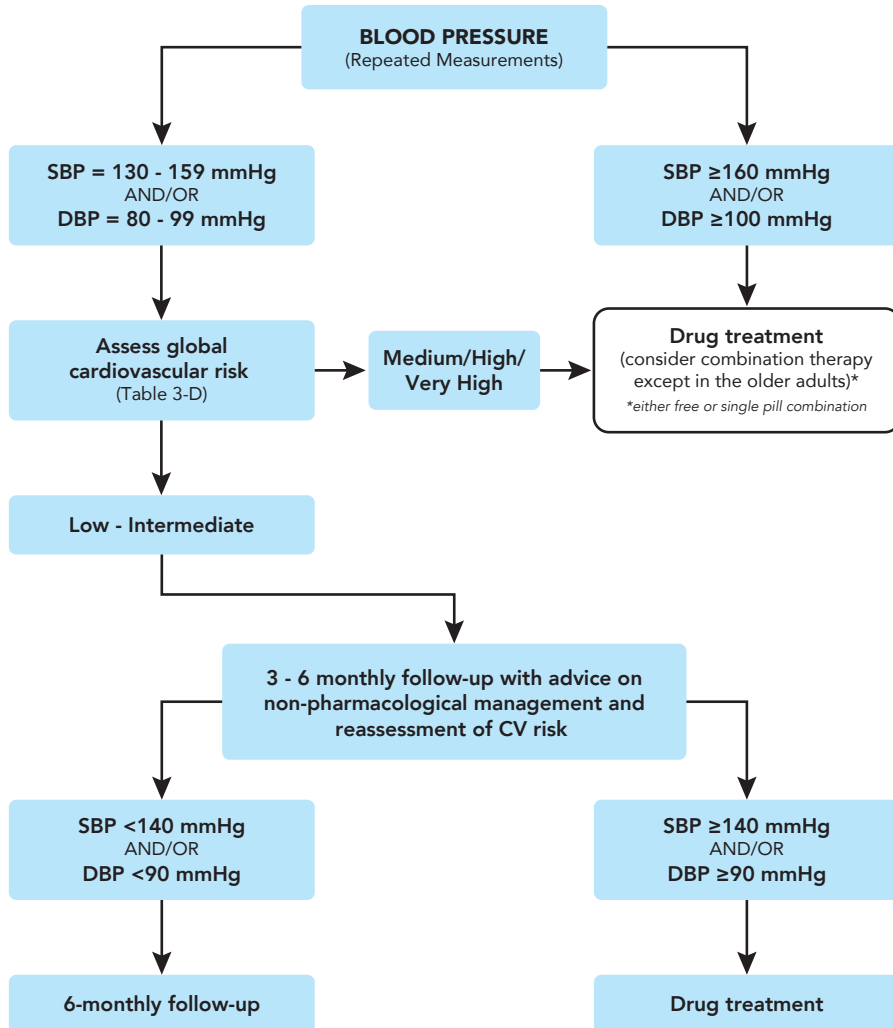 BLOOD PRESSURE
(Repeated Measurements)
SBP = 130 - 159 mmHg
AND/OR
DBP = 80 - 99 mmHg
SBP ≥160 mmHg
AND/OR
DBP ≥100 mmHg
Assess global
cardiovascular risk
(Table 3-D)
Medium/High/
Very High
Drug treatment
(consider combination therapy
except in the older adults)*
*either free or single pill combination
Low - Intermediate
3 - 6 monthly follow-up with advice on
non-pharmacological management and
reassessment of CV risk
SBP <140 mmHg
AND/OR
DBP <90 mmHg
SBP ≥140 mmHg
AND/OR
DBP ≥90 mmHg
6-monthly follow-up
Drug treatment